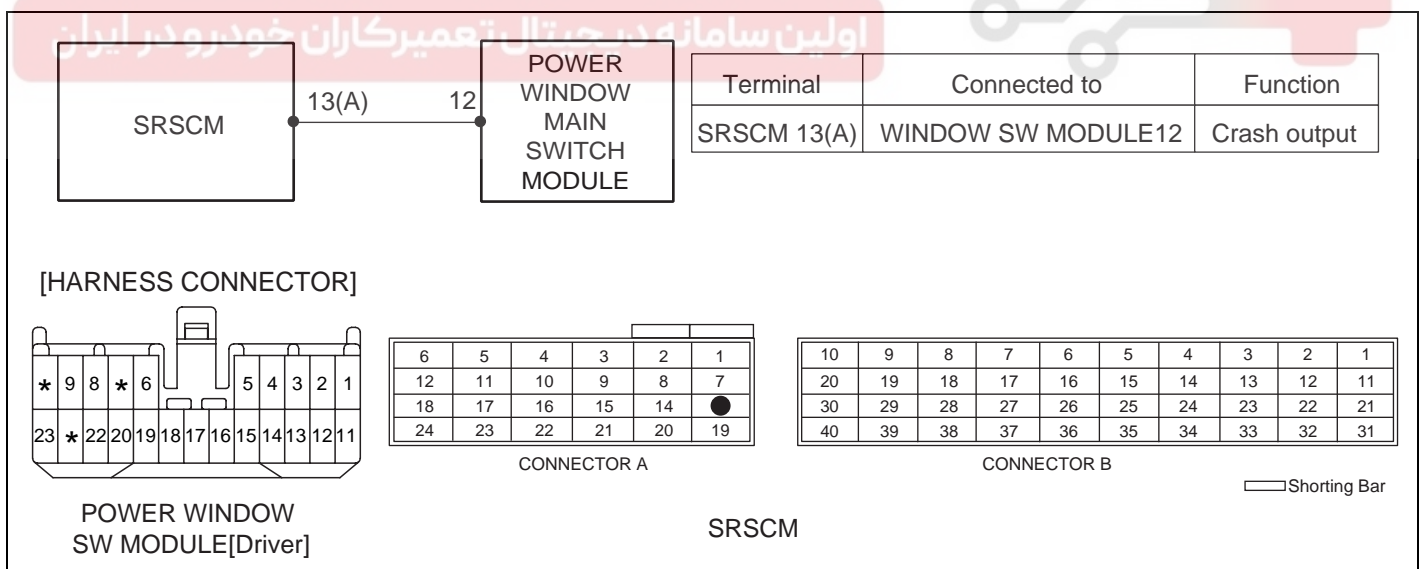 اولین سامانه دیجیتال تعمیرکاران خودرو در ایران
SRSCM
13(A)
12
POWER
WINDOW
MAIN
SWITCH
MODULE
Terminal Connected to Function
SRSCM 13(A) WINDOW SW MODULE12 Crash output
[HARNESS CONNECTOR]
* 9 8 * 6 5 4 3 2 1
23 * 22 20 19 18 17 16 15 14 13 12 11
POWER WINDOW
SW MODULE[Driver]
6 5 4 3 2 1
12 11 10 9 8 7
18 17 16 15 14
24 23 22 21 20 19
CONNECTOR A
10 9 8 7 6 5 4 3 2 1
20 19 18 17 16 15 14 13 12 11
30 29 28 27 26 25 24 23 22 21
40 39 38 37 36 35 34 33 32 31
CONNECTOR B
Shorting Bar
SRSCM